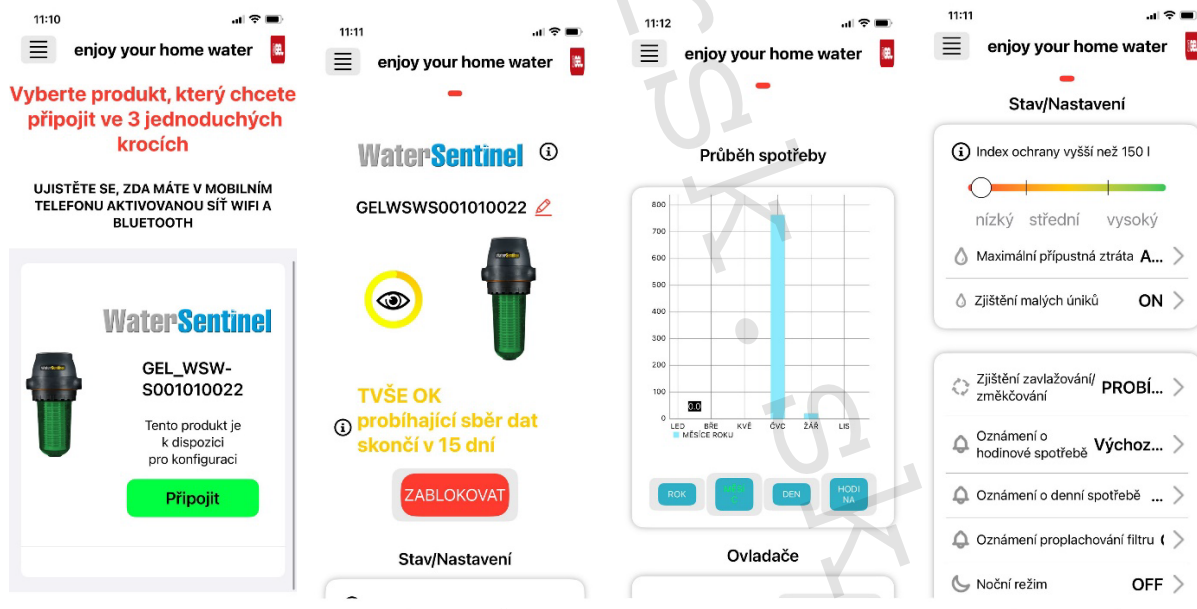 11:10
enjoy your home water
Vyberte produkt, který chcete
připojit ve 3 jednoduchých
krocích
UJISTĚTE SE, ZDA MÁTE V MOBILNÍM
TELEFONU AKTIVOVANOU SÍŤ WIFI A
BLUETOOTH
WaterSentinel
GEL_WSW-
S001010022
Tento produkt je
k dispozici
pro konfiguraci
Připojit
11:11
enjoy your home water
WaterSentinel
GELWSWS001010022
TVŠE OK
probíhající sběr dat
skončí v 15 dní
ZABLOKOVAT
Stav/Nastavení
11:12
enjoy your home water
Průběh spotřeby
800
700
600
500
400
300
200
100
0
0.0
LED BŘE KVĚ ČVC ZÁŘ LIS
MĚSÍCE ROKU
ROK
DEN
HODI
NA
Ovladače
11:11
enjoy your home water
Stav/Nastavení
Index ochrany vyšší než 150 l
nízký střední vysoký
Maximální přípustná ztráta A...
Zjištění malých úniků ON
Zjištění zavlažování/
změkčování PROBÍ...
Oznámení o
hodinové spotřebě Výchoz...
Oznámení o denní spotřebě ...
Oznámení proplachování filtru (
Noční režim OFF